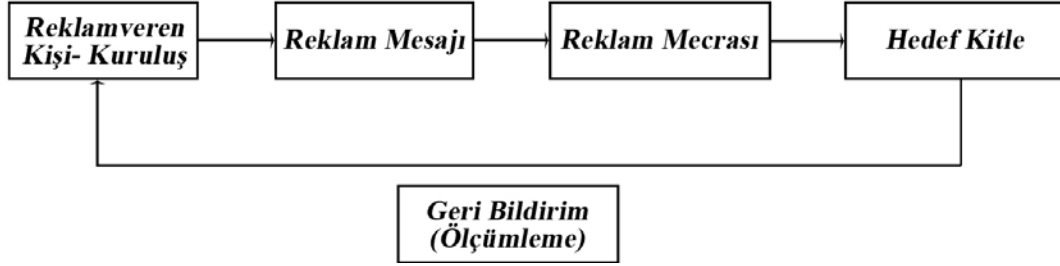 Reklamveren
Kişi- Kuruluş
Reklam Mesajı
Reklam Mecrası
Hedef Kitle
Geri Bildirim
(Ölçümleme)